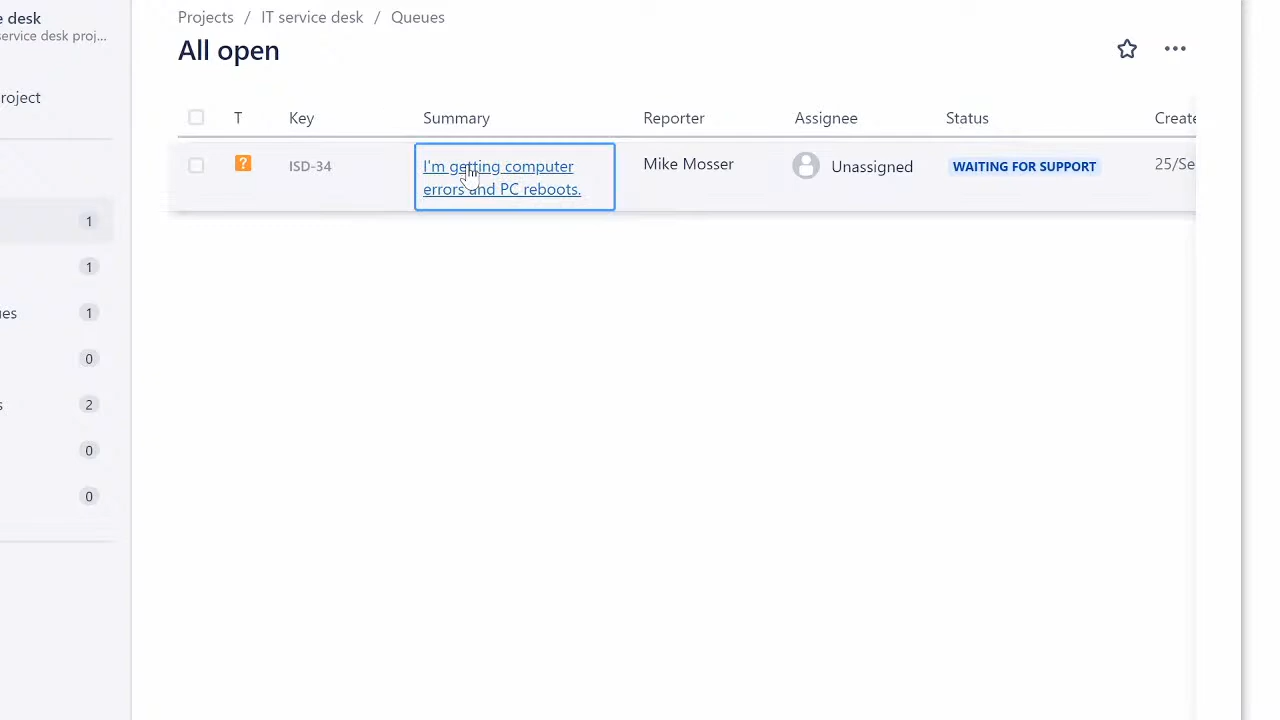 e desk
service desk proj...
roject
1
1
ues
1
0
s
2
0
0
Projects / IT service desk / Queues
All open
T Key Summary Reporter Assignee Status Create
? ISD-34 I'm getting computer Mike Mosser Unassigned WAITING FOR SUPPORT 25/Se
errors and PC reboots.